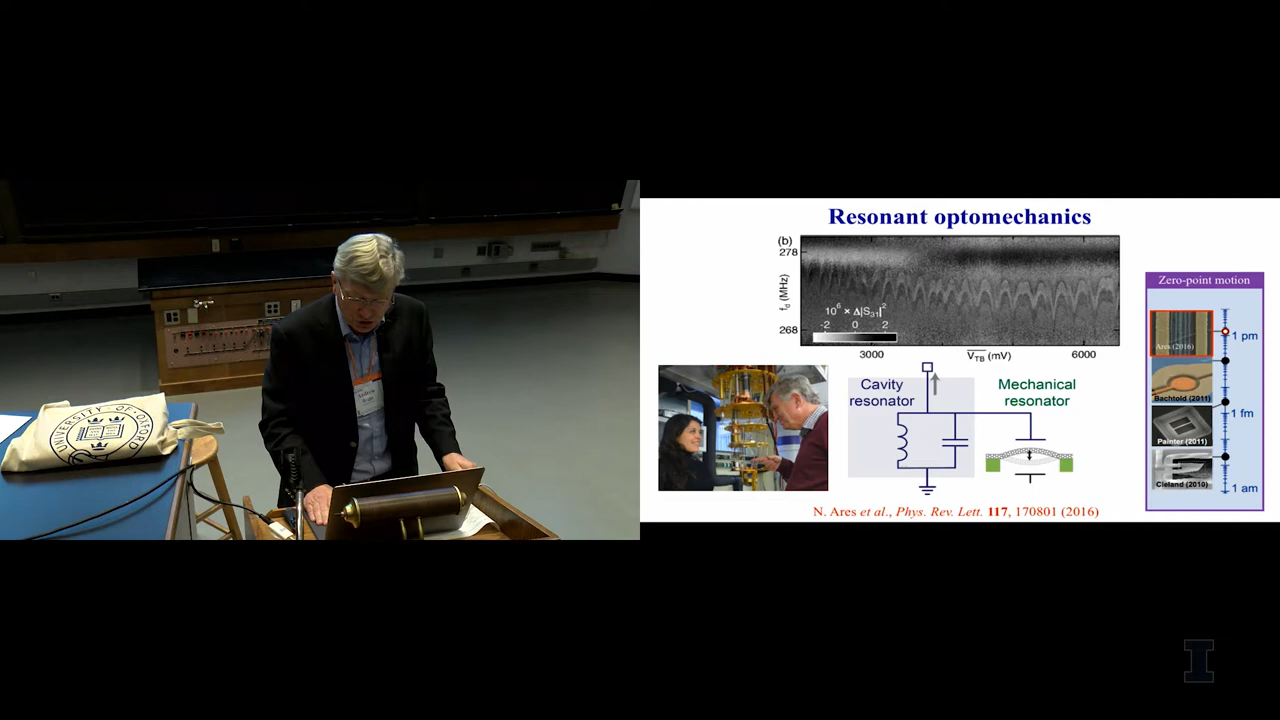 UNIVERSITY OF OXFORD
Resonant optomechanics
(b)
278
268
f_d (MHz)
10^6 × Δ|S_31|^2
-2 0 2
3000
V_TB (mV)
6000
Cavity
resonator
Mechanical
resonator
N. Ares et al., Phys. Rev. Lett. 117, 170801 (2016)
Zero-point motion
Ares (2016)
1 pm
Bachtold (2011)
1 fm
Painter (2011)
Cleland (2010)
1 am
I